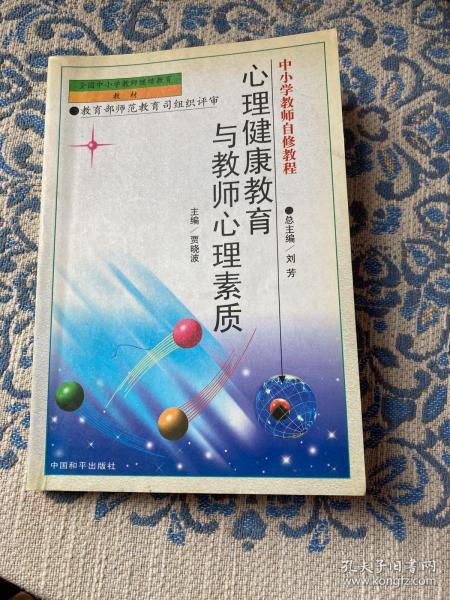 全国中小学教师继续教育
教材
●教育部师范教育司组织评审
中小学教师自修教程
心理健康教育
与教师心理素质
●总主编/刘芳
主编/贾晓波
中国和平出版社
孔夫子旧书网
www.kongfz.com